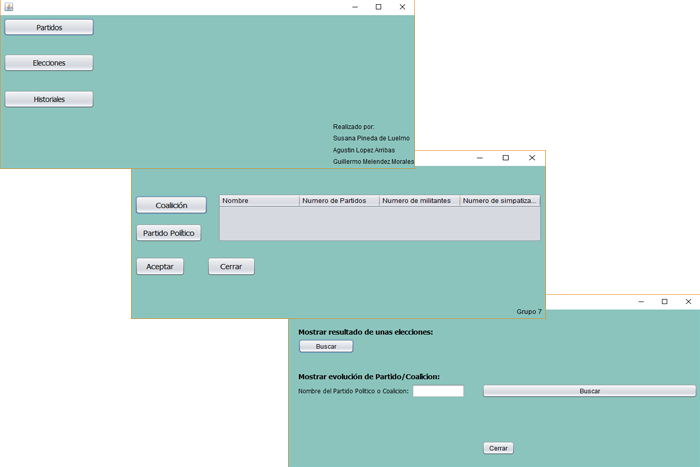 Partidos
Elecciones
Historiales
Realizado por:
Susana Pineda de Luelmo
Agustin Lopez Arribas
Guillermo Melendez Morales
Coalición
Nombre Numero de Partidos Numero de militantes Numero de simpatiza...
Partido Político
Aceptar Cerrar
Grupo 7
Mostrar resultado de unas elecciones:
Buscar
Mostrar evolución de Partido/Coalicion:
Nombre del Partido Politico o Coalicion: Buscar
Cerrar